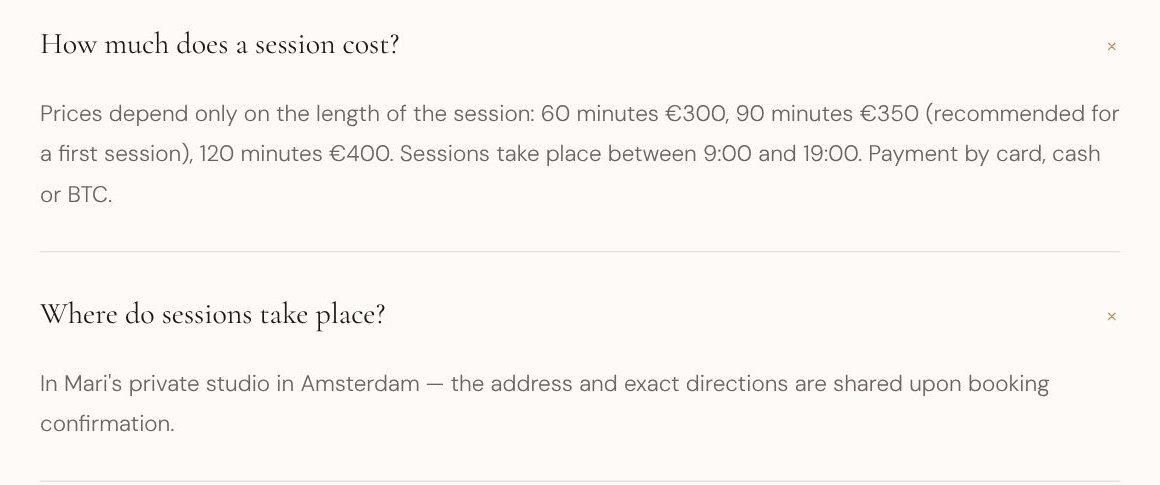 How much does a session cost?
Prices depend only on the length of the session: 60 minutes €300, 90 minutes €350 (recommended for
a first session), 120 minutes €400. Sessions take place between 9:00 and 19:00. Payment by card, cash
or BTC.
Where do sessions take place?
In Mari's private studio in Amsterdam — the address and exact directions are shared upon booking
confirmation.